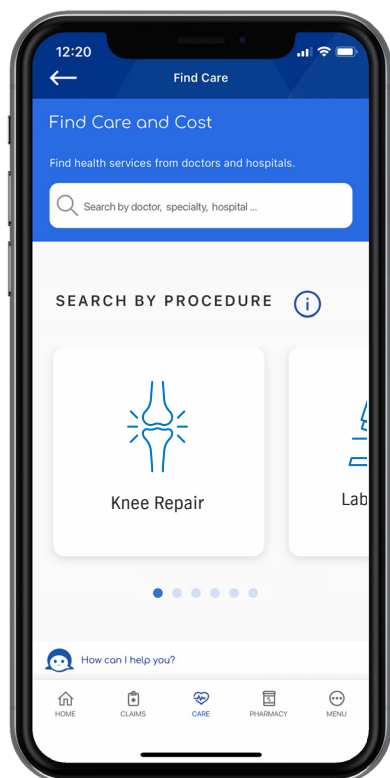 12:20
Find Care
Find Care and Cost
Find health services from doctors and hospitals.
Search by doctor, specialty, hospital ...
SEARCH BY PROCEDURE
Knee Repair
Lab
How can I help you?
HOME
CLAIMS
CARE
PHARMACY
MENU